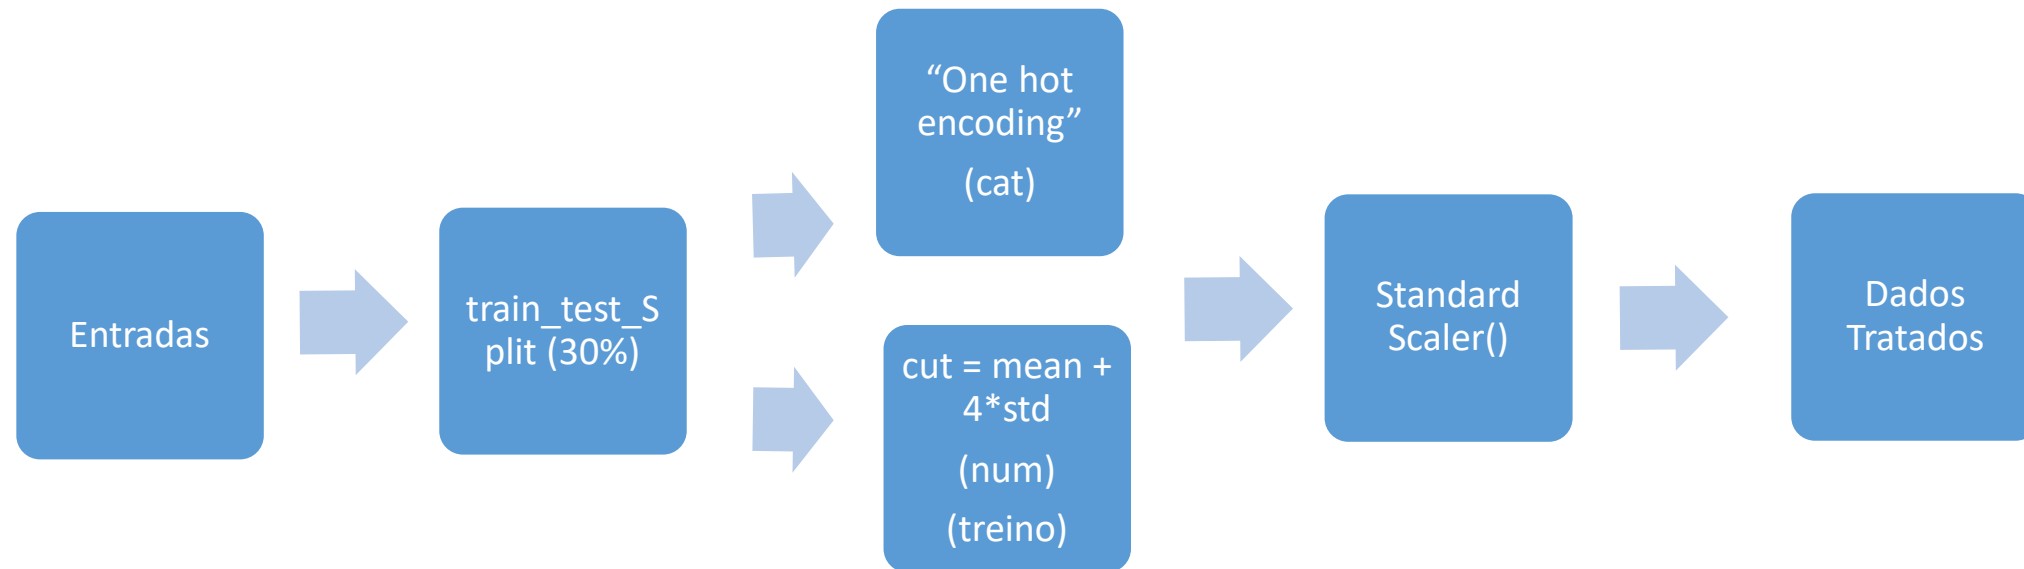 Entradas
train_test_S
plit (30%)
“One hot
encoding”
(cat)
cut = mean +
4*std
(num)
(treino)
Standard
Scaler()
Dados
Tratados